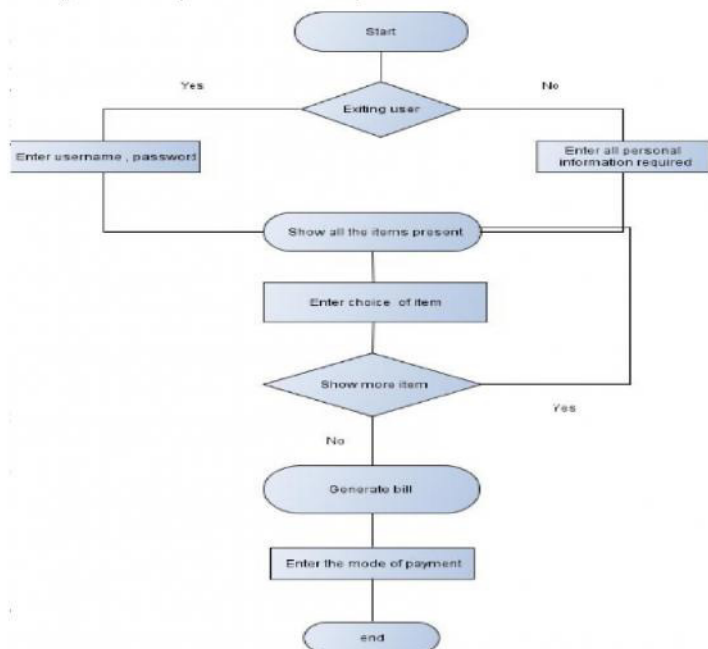 Start
Yes
No
Exiting user
Enter username , password
Enter all personal
information required
Show all the items present
Enter choice of item
Show more item
Yes
No
Generate bill
Enter the mode of payment
end